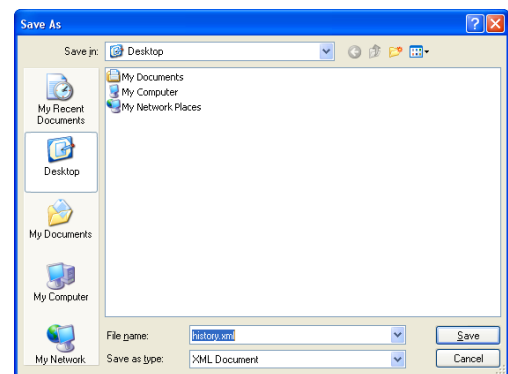 Save As
Save in: Desktop
My Documents
My Computer
My Network Places
My Recent
Documents
Desktop
My Documents
My Computer
My Network
File name: history.xml Save
Save as type: XML Document Cancel